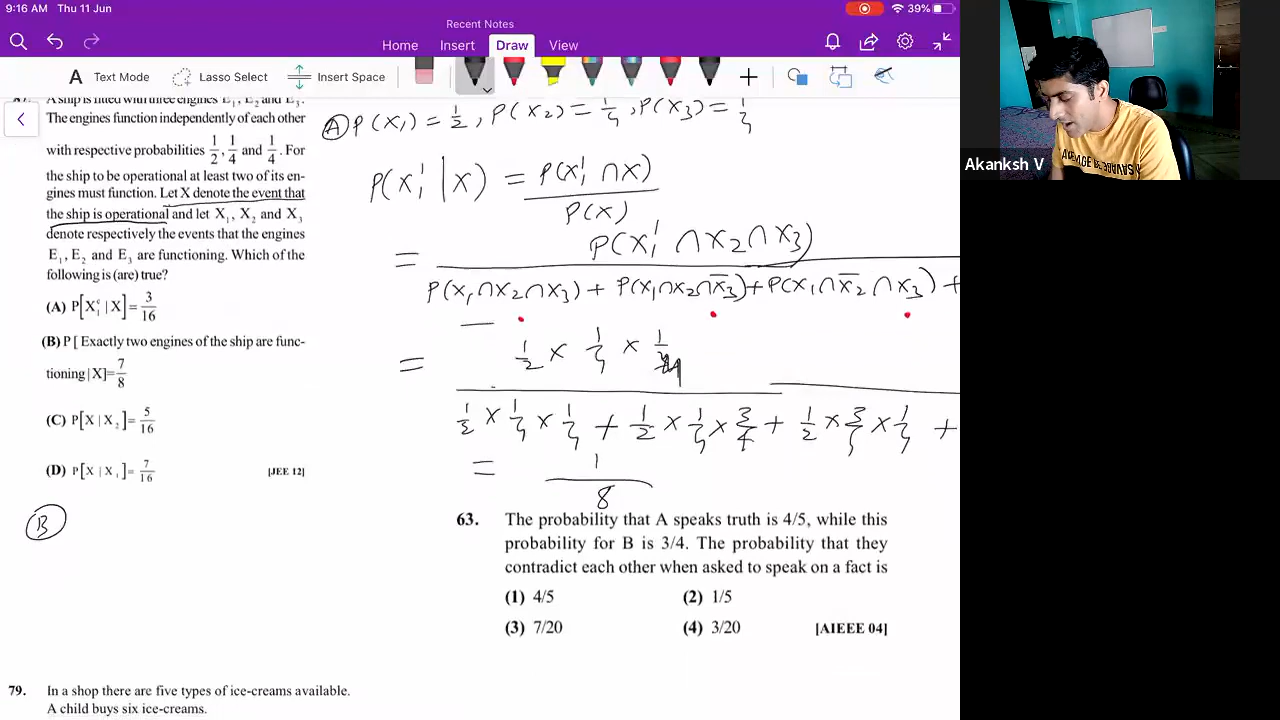 9:16 AM Thu 11 Jun
39%
Recent Notes
Home Insert Draw View
Text Mode Lasso Select Insert Space
A ship is fitted with three engines E₁, E₂ and E₃.
The engines function independently of each other
with respective probabilities 1/2, 1/4 and 1/4. For
the ship to be operational at least two of its en-
gines must function. Let X denote the event that
the ship is operational and let X₁, X₂ and X₃
denote respectively the events that the engines
E₁, E₂ and E₃ are functioning. Which of the
following is (are) true?
(A) P[X₁ᶜ | X] = 3/16
(B) P [ Exactly two engines of the ship are func-
tioning | X] = 7/8
(C) P[X | X₂] = 5/16
(D) P[X | X₁] = 7/16 [JEE 12]
B
A P(X₁) = 1/2, P(X₂) = 1/4, P(X₃) = 1/4
P(X₁' | X) = P(X₁' ∩ X) / P(X)
= P(X₁' ∩ X₂ ∩ X₃) / P(X₁∩X₂∩X₃) + P(X₁∩X₂∩X̅₃) + P(X₁∩X̅₂∩X₃) +
= 1/2 × 1/4 × 1/4 / 1/2 × 1/4 × 1/4 + 1/2 × 1/4 × 3/4 + 1/2 × 3/4 × 1/4 +
= 1/8
63. The probability that A speaks truth is 4/5, while this
probability for B is 3/4. The probability that they
contradict each other when asked to speak on a fact is
(1) 4/5 (2) 1/5
(3) 7/20 (4) 3/20 [AIEEE 04]
79. In a shop there are five types of ice-creams available.
A child buys six ice-creams.
Akanksh V